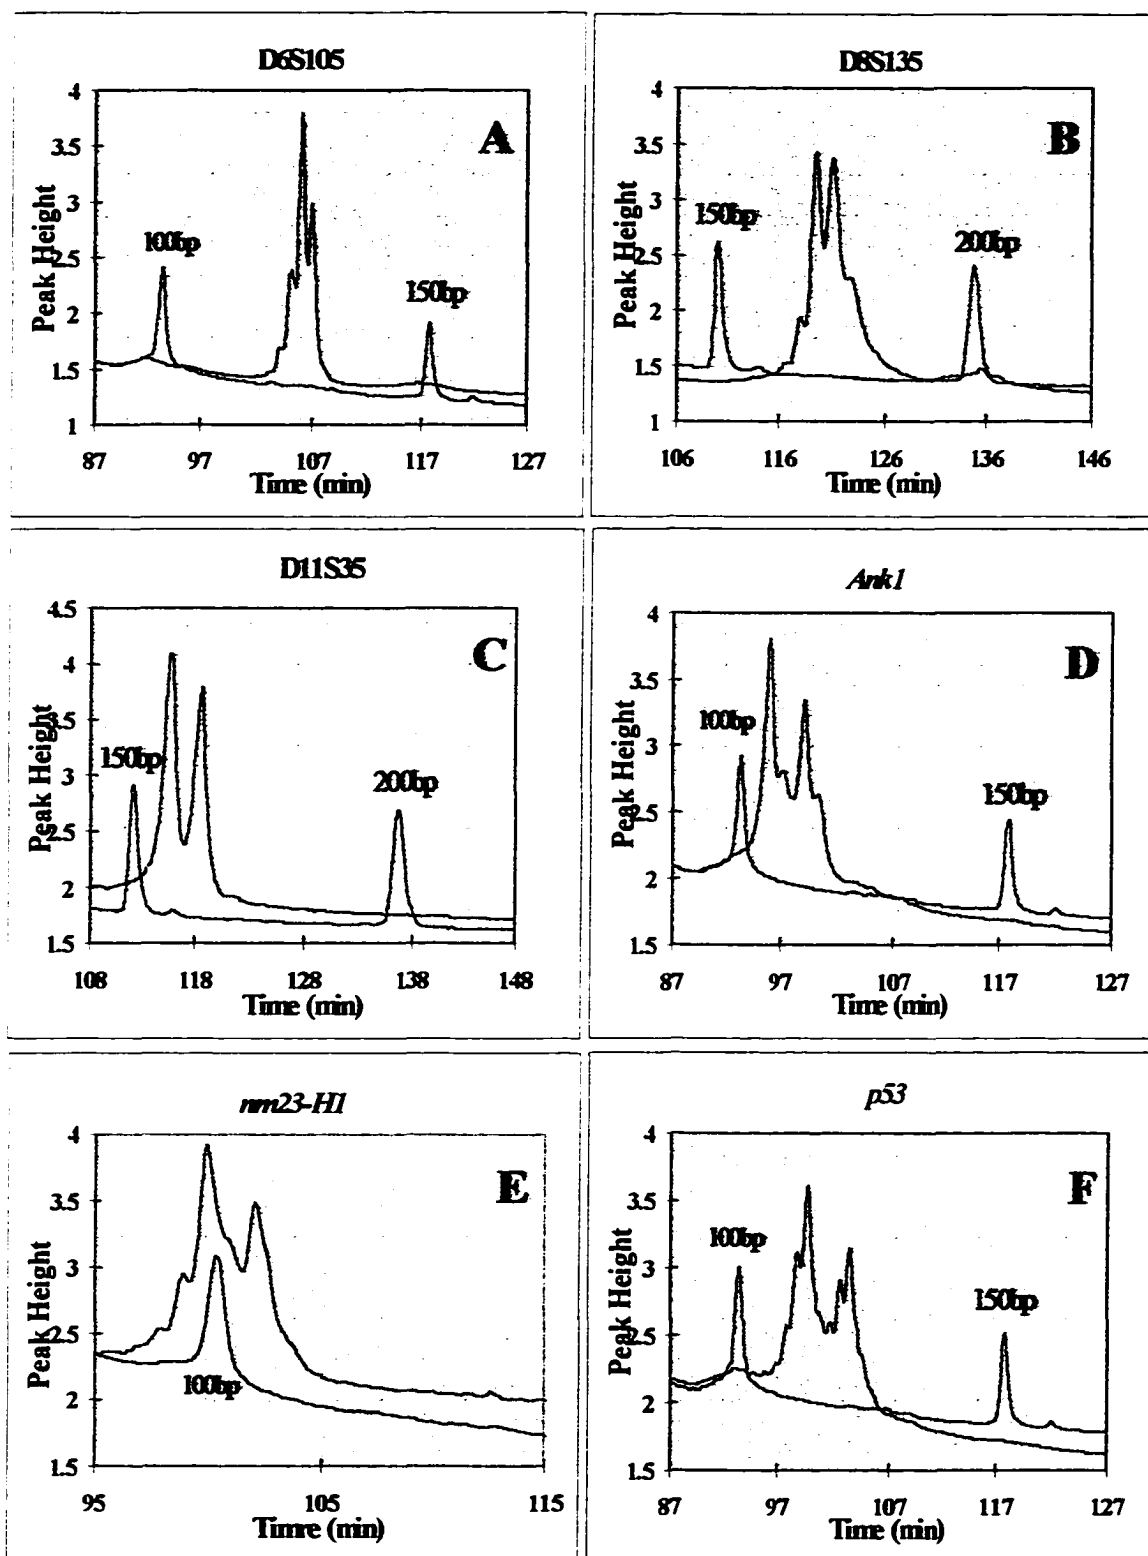 D6S105
A
4
3.5
3
2.5
2
1.5
1
Peak Height
100bp
150bp
87 97 107 117 127
Time (min)
D8S135
B
4
3.5
3
2.5
2
1.5
1
Peak Height
150bp
200bp
106 116 126 136 146
Time (min)
D11S35
C
4.5
4
3.5
3
2.5
2
1.5
Peak Height
150bp
200bp
108 118 128 138 148
Time (min)
Ank1
D
4
3.5
3
2.5
2
1.5
Peak Height
100bp
150bp
87 97 107 117 127
Time (min)
nm23-H1
E
4
3.5
3
2.5
2
1.5
Peak Height
100bp
95 105 115
Timre (min)
p53
F
4
3.5
3
2.5
2
1.5
Peak Height
100bp
150bp
87 97 107 117 127
Time (min)